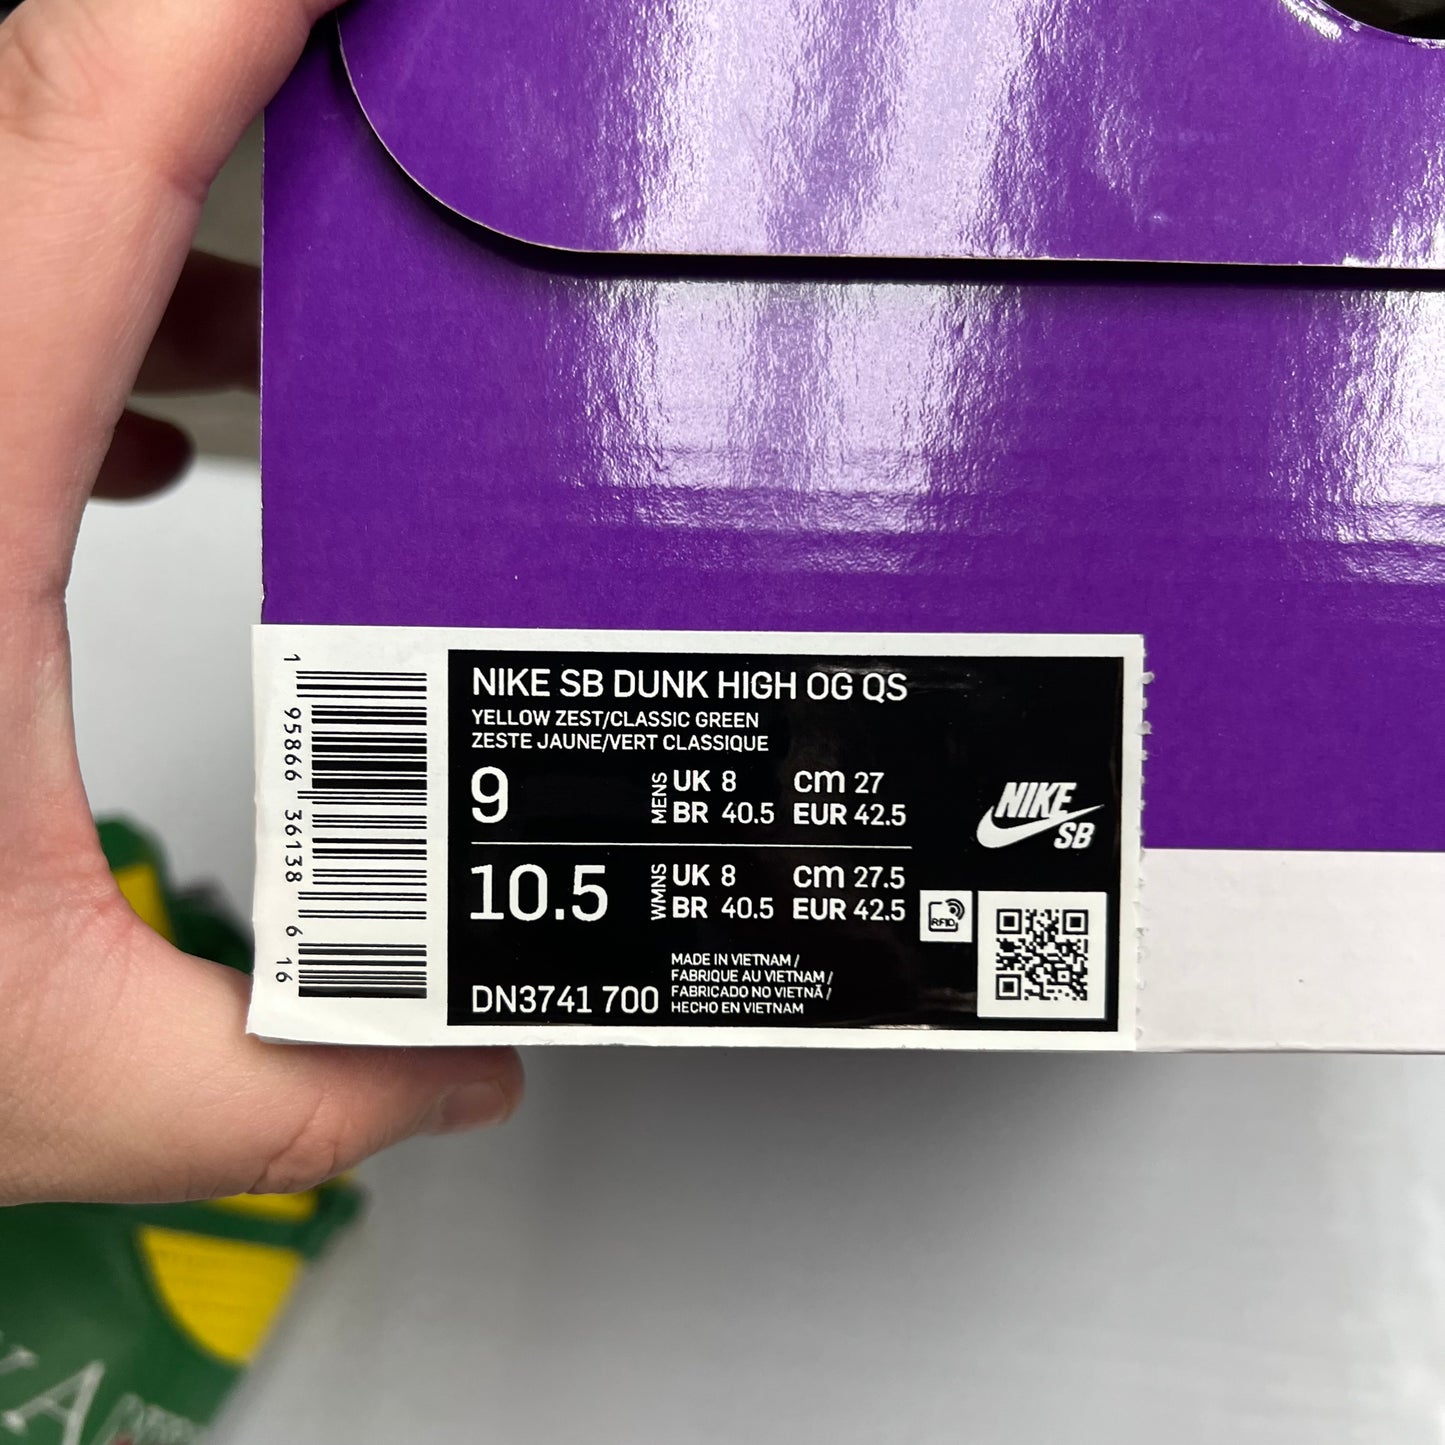 1 95866 36138 6 16
NIKE SB DUNK HIGH OG QS
YELLOW ZEST/CLASSIC GREEN
ZESTE JAUNE/VERT CLASSIQUE
9 MENS UK 8 cm 27
BR 40.5 EUR 42.5
10.5 WMNS UK 8 cm 27.5
BR 40.5 EUR 42.5
NIKE
SB
RFID
MADE IN VIETNAM /
FABRIQUE AU VIETNAM /
FABRICADO NO VIETNÃ /
HECHO EN VIETNAM
DN3741 700